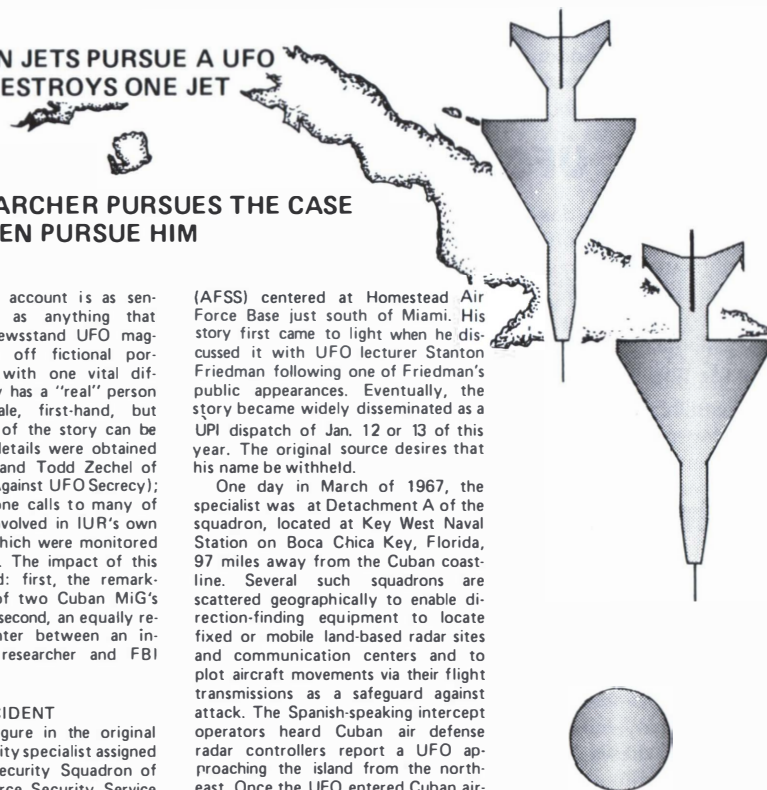 N JETS PURSUE A UFO
ESTROYS ONE JET
ARCHER PURSUES THE CASE
EN PURSUE HIM
account is as sen-
as anything that
ewsstand UFO mag-
off fictional por-
with one vital dif-
y has a "real" person
ale, first-hand, but
of the story can be
details were obtained
and Todd Zechel of
Against UFO Secrecy);
one calls to many of
volved in IUR's own
which were monitored
. The impact of this
d: first, the remark-
of two Cuban MiG's
second, an equally re-
nter between an in-
researcher and FBI
CIDENT
gure in the original
ity specialist assigned
ecurity Squadron of
rce Security Service
(AFSS) centered at Homestead Air
Force Base just south of Miami. His
story first came to light when he dis-
cussed it with UFO lecturer Stanton
Friedman following one of Friedman's
public appearances. Eventually, the
story became widely disseminated as a
UPI dispatch of Jan. 12 or 13 of this
year. The original source desires that
his name be withheld.
One day in March of 1967, the
specialist was at Detachment A of the
squadron, located at Key West Naval
Station on Boca Chica Key, Florida,
97 miles away from the Cuban coast-
line. Several such squadrons are
scattered geographically to enable di-
rection-finding equipment to locate
fixed or mobile land-based radar sites
and communication centers and to
plot aircraft movements via their flight
transmissions as a safeguard against
attack. The Spanish-speaking intercept
operators heard Cuban air defense
radar controllers report a UFO ap-
proaching the island from the north-
east. Once the UFO entered Cuban air-